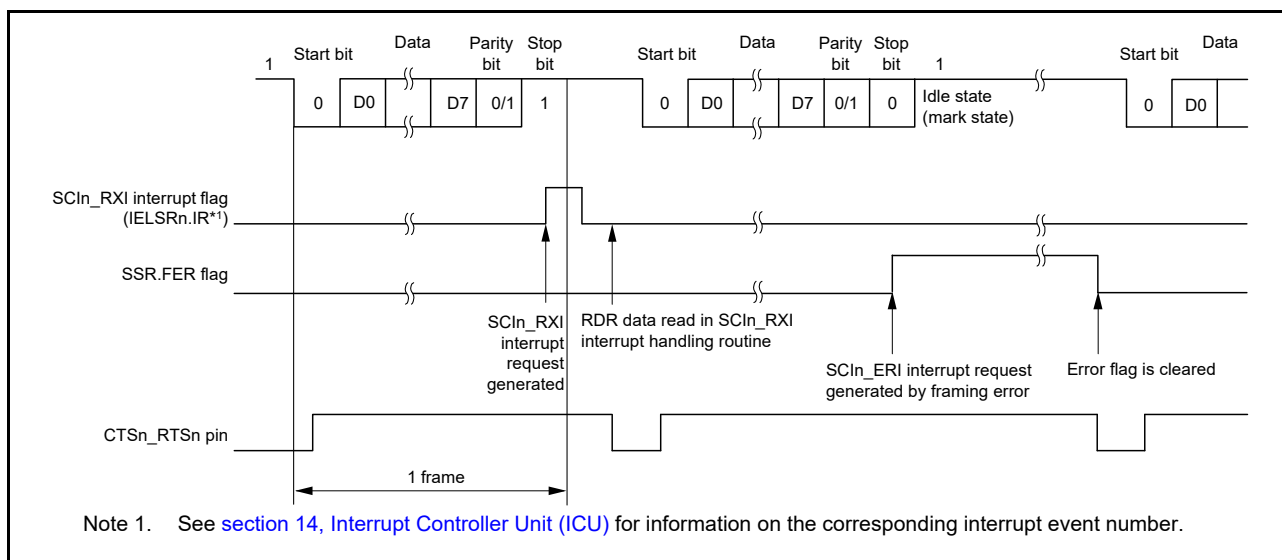 1
Start bit
Data
Parity bit
Stop bit
Start bit
Data
Parity bit
Stop bit
1
Start bit
Data
0
D0
D7
0/1
1
0
D0
D7
0/1
0
Idle state
(mark state)
0
D0
SCIn_RXI interrupt flag
(IELSRn.IR*1)
SSR.FER flag
SCIn_RXI
interrupt
request
generated
RDR data read in SCIn_RXI
interrupt handling routine
SCIn_ERI interrupt request
generated by framing error
Error flag is cleared
CTSn_RTSn pin
1 frame
Note 1. See section 14, Interrupt Controller Unit (ICU) for information on the corresponding interrupt event number.